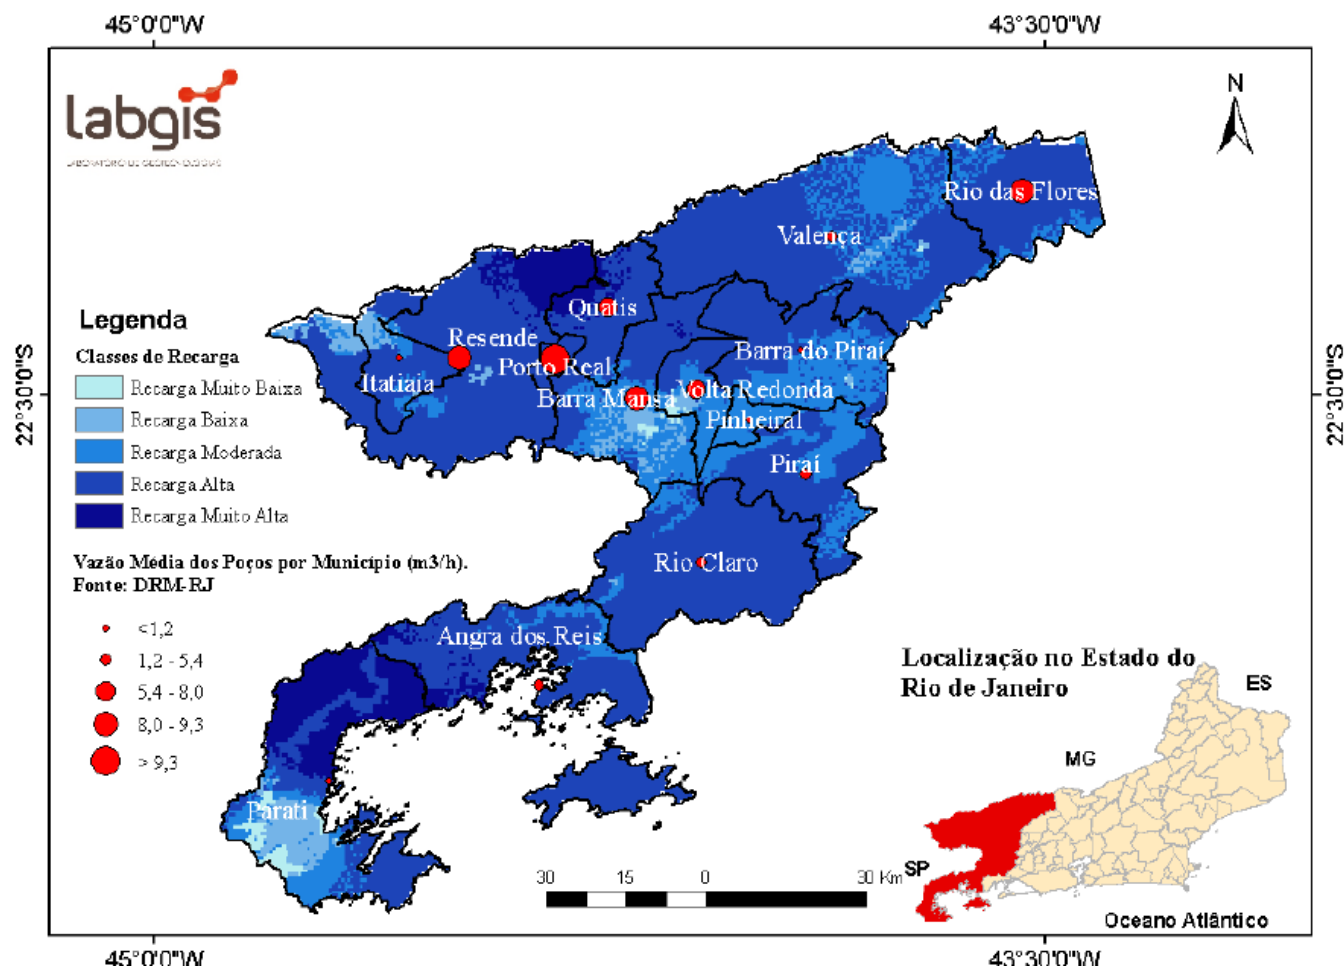 45°0'0"W
43°30'0"W
labgis
LABORATÓRIO DE GEOTECNOLOGIAS
N
Rio das Flores
Valença
Quatis
Resende
Porto Real
Itatiaia
Barra do Piraí
Volta Redonda
Barra Mansa
Pinheiral
Piraí
Rio Claro
Angra dos Reis
Parati
22°30'0"S
22°30'0"S
Legenda
Classes de Recarga
Recarga Muito Baixa
Recarga Baixa
Recarga Moderada
Recarga Alta
Recarga Muito Alta
Vazão Média dos Poços por Município (m3/h).
Fonte: DRM-RJ
<1,2
1,2 - 5,4
5,4 - 8,0
8,0 - 9,3
> 9,3
Localização no Estado do
Rio de Janeiro
ES
MG
SP
Oceano Atlântico
30 15 0 30 Km
45°0'0"W
43°30'0"W